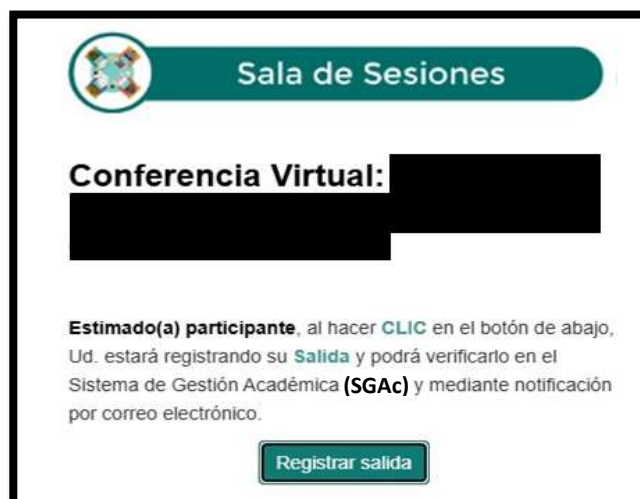 Sala de Sesiones
Conferencia Virtual:
Estimado(a) participante, al hacer CLIC en el botón de abajo,
Ud. estará registrando su Salida y podrá verificarlo en el
Sistema de Gestión Académica (SGAc) y mediante notificación
por correo electrónico.
Registrar salida